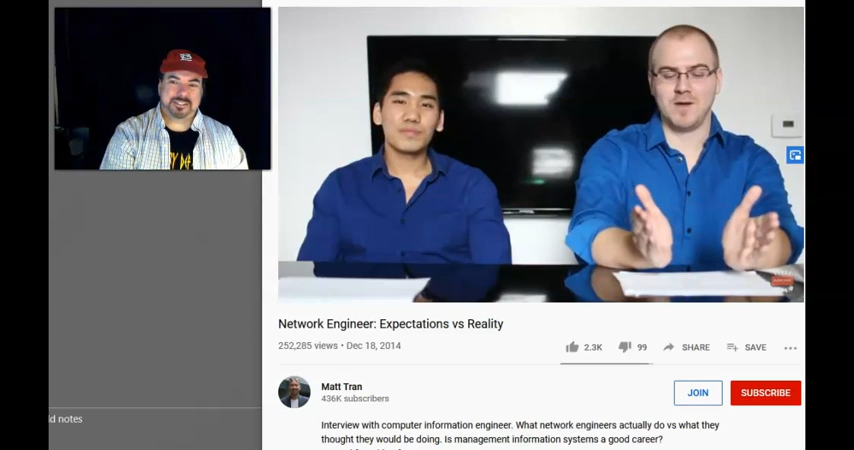 Network Engineer: Expectations vs Reality
252,285 views • Dec 18, 2014
2.3K
99
SHARE
SAVE
...
Matt Tran
436K subscribers
JOIN
SUBSCRIBE
Interview with computer information engineer. What network engineers actually do vs what they
thought they would be doing. Is management information systems a good career?
d notes